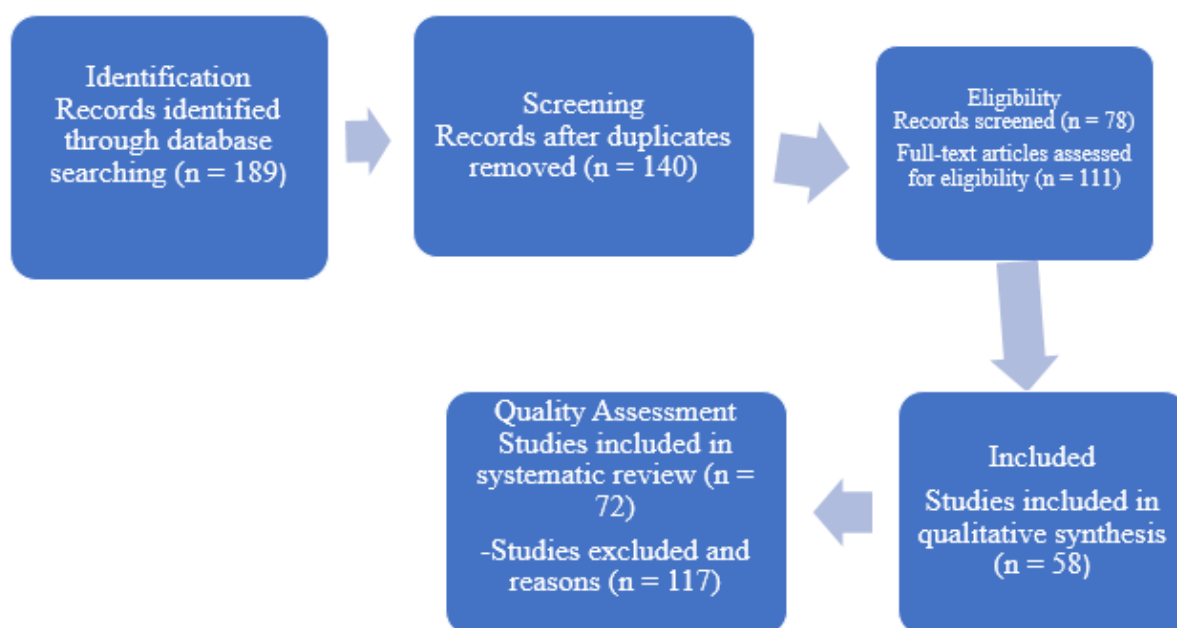 Identification
Records identified
through database
searching (n = 189)
Screening
Records after duplicates
removed (n = 140)
Eligibility
Records screened (n = 78)
Full-text articles assessed
for eligibility (n = 111)
Included
Studies included in
qualitative synthesis
(n = 58)
Quality Assessment
Studies included in
systematic review (n =
72)
-Studies excluded and
reasons (n = 117)